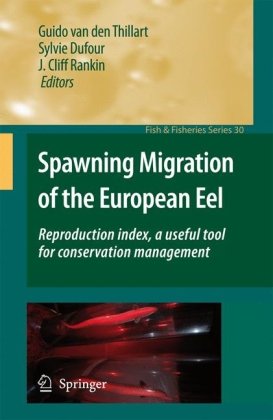 Guido van den Thillart
Sylvie Dufour
J. Cliff Rankin
Editors
Fish & Fisheries Series 30
Spawning Migration
of the European Eel
Reproduction index, a useful tool
for conservation management
Springer